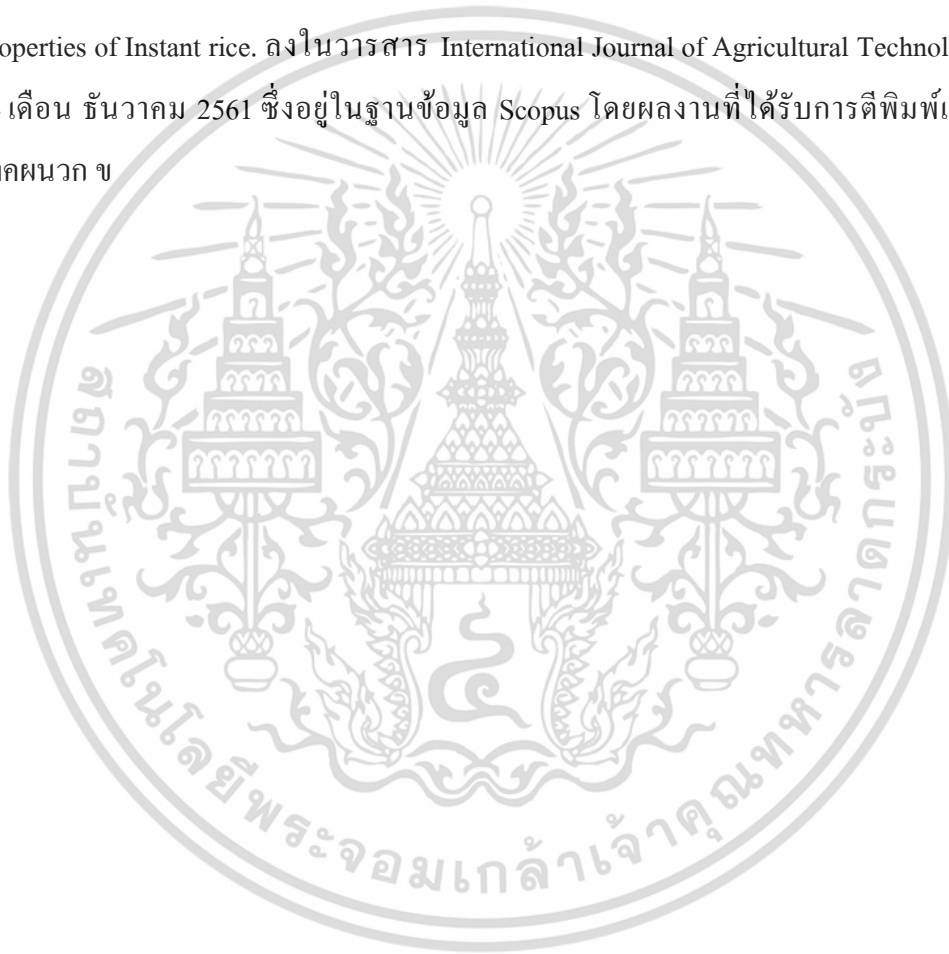 operties of Instant rice. ลงในวารสาร International Journal of Agricultural Technol
เดือน ธันวาคม 2561 ซึ่งอยู่ในฐานข้อมูล Scopus โดยผลงานที่ได้รับการตีพิมพ์
คผนวก ข
สถาบันเทคโนโลยีพระจอมเกล้าเจ้าคุณทหารลาดกระบัง
๔